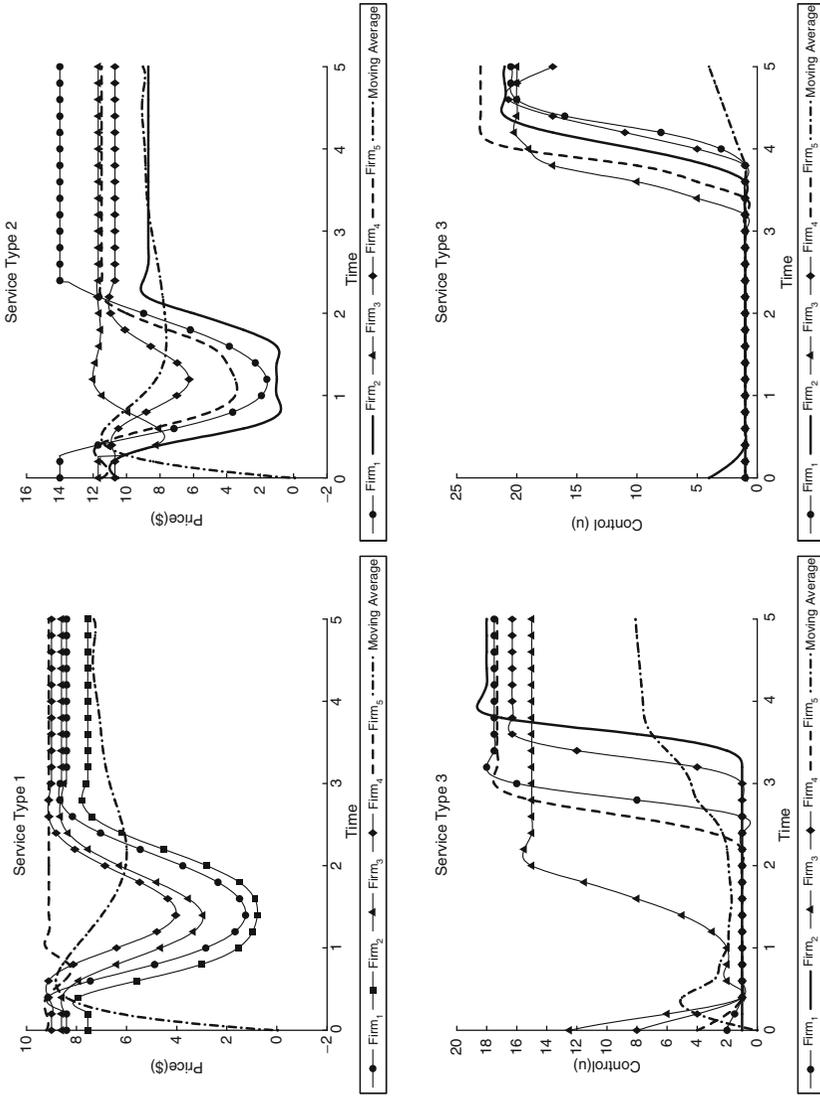 Service Type 1
10
8
6
4
2
0
−2
Price($)
0 1 2 3 4 5
Time
Firm₁ Firm₂ Firm₃ Firm₄ Firm₅ Moving Average
Service Type 2
16
14
12
10
8
6
4
2
0
−2
Price($)
0 1 2 3 4 5
Time
Firm₁ Firm₂ Firm₃ Firm₄ Firm₅ Moving Average
Service Type 3
20
18
16
14
12
10
8
6
4
2
0
Control(u)
0 1 2 3 4 5
Time
Firm₁ Firm₂ Firm₃ Firm₄ Firm₅ Moving Average
Service Type 3
25
20
15
10
5
0
Control (u)
0 1 2 3 4 5
Time
Firm₁ Firm₂ Firm₃ Firm₄ Firm₅ Moving Average